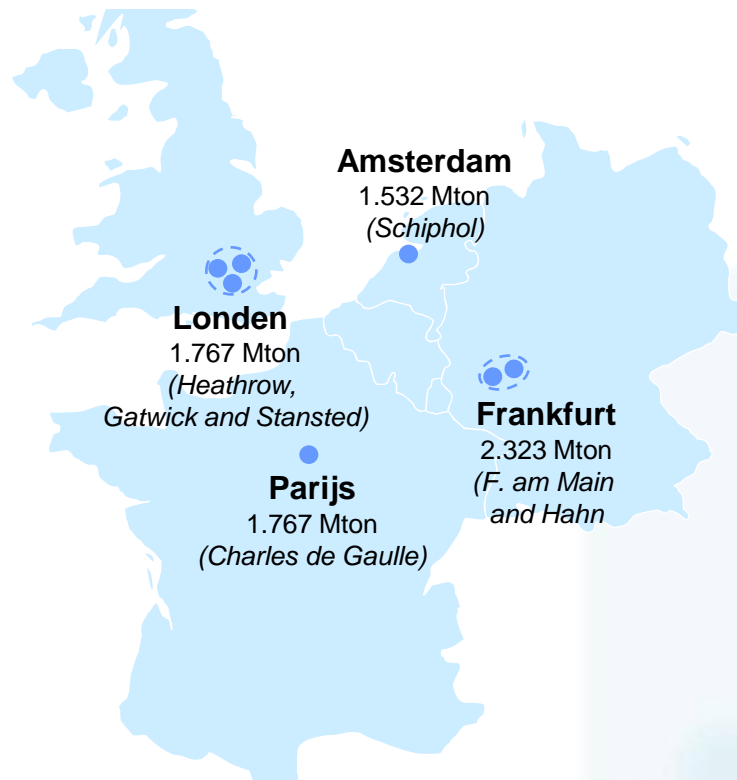 Amsterdam
1.532 Mton
(Schiphol)
Londen
1.767 Mton
(Heathrow,
Gatwick and Stansted)
Frankfurt
2.323 Mton
(F. am Main
and Hahn
Parijs
1.767 Mton
(Charles de Gaulle)